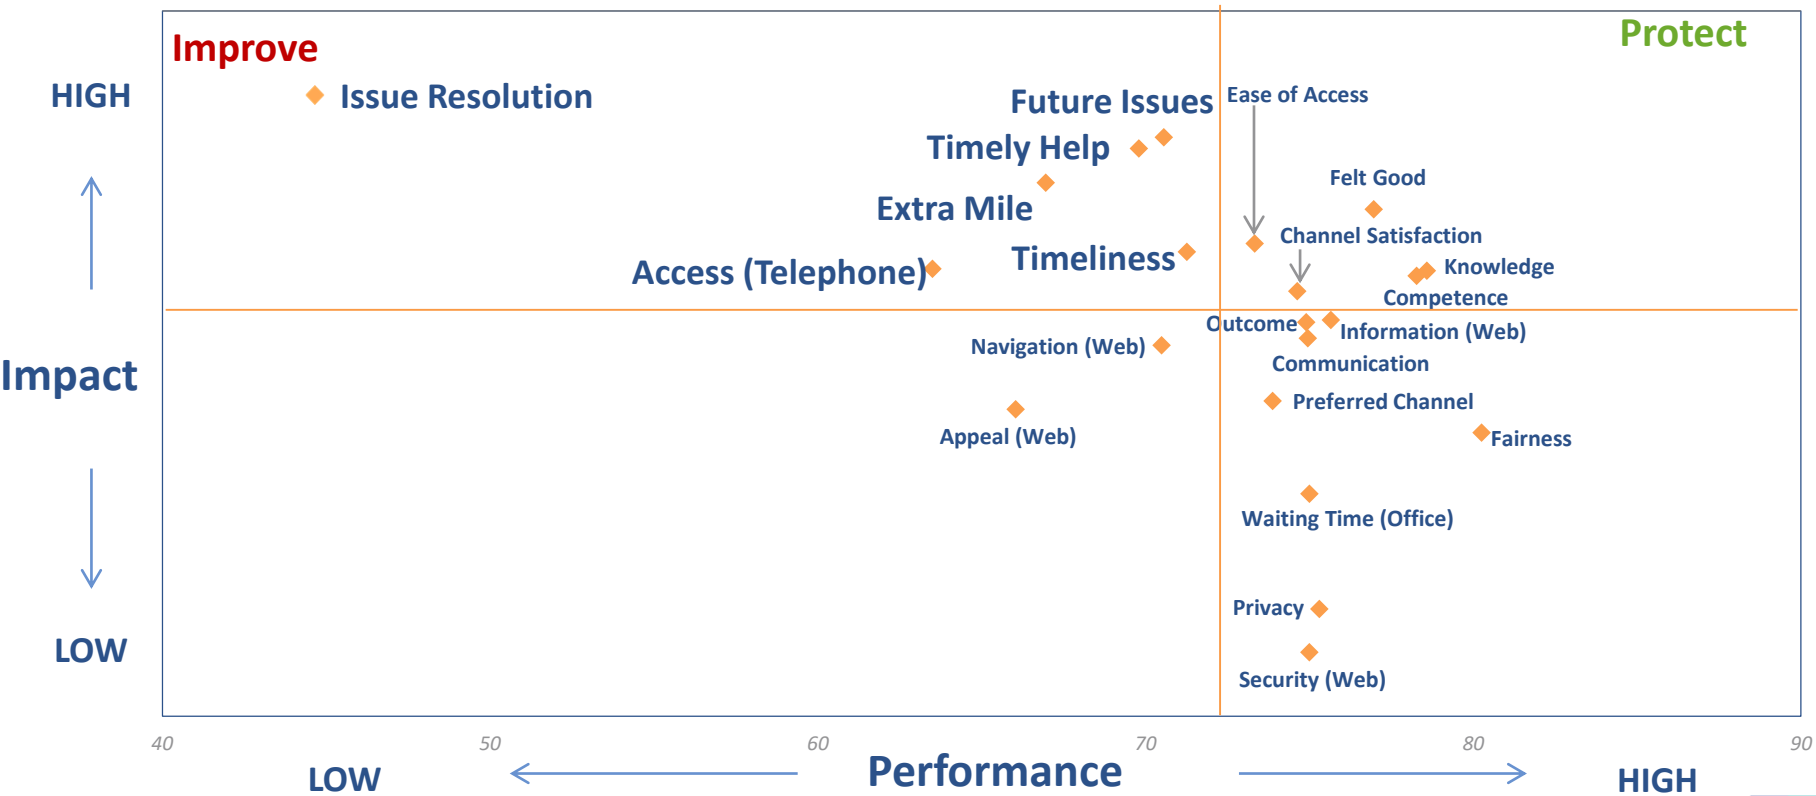 Improve
Protect
HIGH
Issue Resolution
Future Issues
Ease of Access
Timely Help
Felt Good
Extra Mile
Channel Satisfaction
Timeliness
Access (Telephone)
Knowledge
Competence
Outcome
Information (Web)
Navigation (Web)
Communication
Impact
Preferred Channel
Appeal (Web)
Fairness
Waiting Time (Office)
Privacy
LOW
Security (Web)
40
50
60
70
80
90
LOW
Performance
HIGH